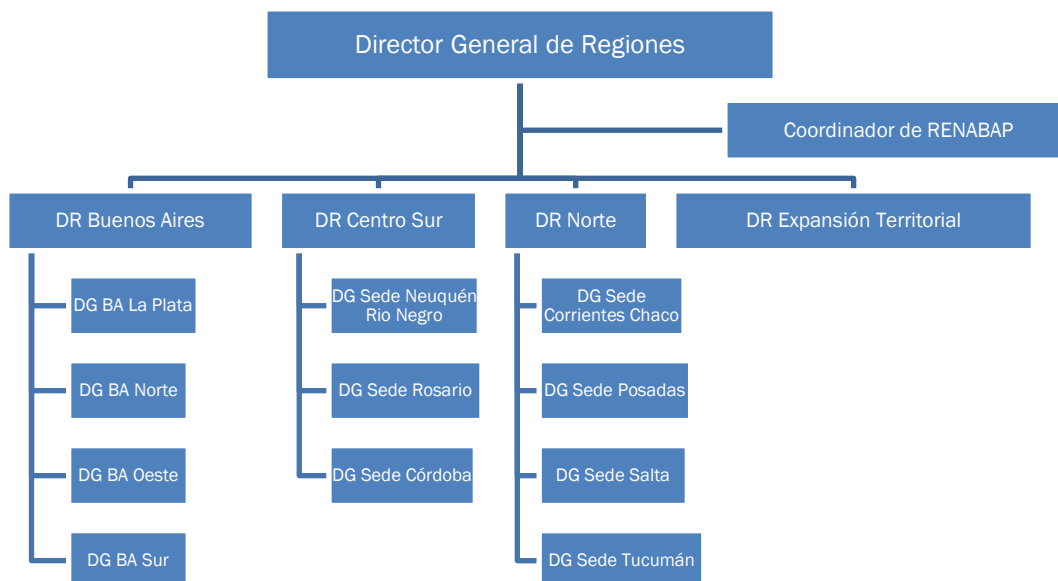 Director General de Regiones
Coordinador de RENABAP
DR Buenos Aires
DR Centro Sur
DR Norte
DR Expansión Territorial
DG BA La Plata
DG Sede Neuquén
Rio Negro
DG Sede
Corrientes Chaco
DG BA Norte
DG Sede Rosario
DG Sede Posadas
DG BA Oeste
DG Sede Córdoba
DG Sede Salta
DG BA Sur
DG Sede Tucumán